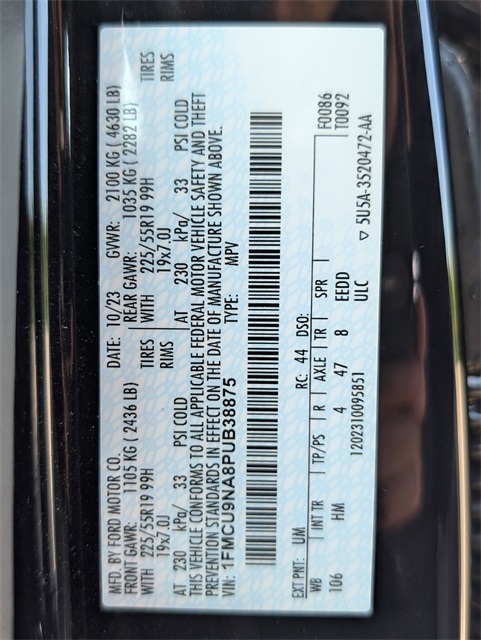 MFD. BY FORD MOTOR CO. DATE: 10/23 GVWR: 2100 KG ( 4630 LB)
FRONT GAWR: 1105 KG (2436 LB) REAR GAWR: 1035 KG ( 2282 LB)
WITH 225/55R19 99H TIRES WITH 225/55R19 99H TIRES
19x7.0J RIMS 19x7.0J RIMS
AT 230 kPa/ 33 PSI COLD AT 230 kPa/ 33 PSI COLD
THIS VEHICLE CONFORMS TO ALL APPLICABLE FEDERAL MOTOR VEHICLE SAFETY AND THEFT
PREVENTION STANDARDS IN EFFECT ON THE DATE OF MANUFACTURE SHOWN ABOVE.
VIN: 1FMCU9NA8PUB38875 TYPE: MPV
EXT PNT: UM RC: 44 DSO: F0086
WB INT TR TP/PS R AXLE TR SPR T0092
106 HM 4 47 8 EEDD
1202310095851 ULC ▽ 5U5A-3520472-AA